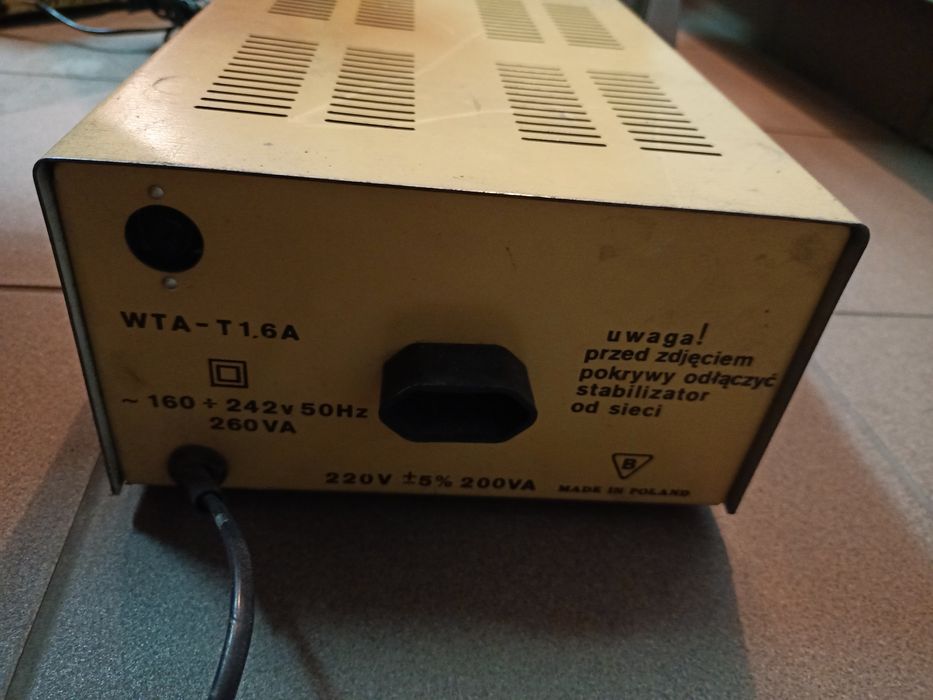 WTA-T1,6A
~ 160 ÷ 242v 50Hz
260VA
220V ±5% 200VA
uwaga!
przed zdjęciem
pokrywy odłączyć
stabilizator
od sieci
B
MADE IN POLAND